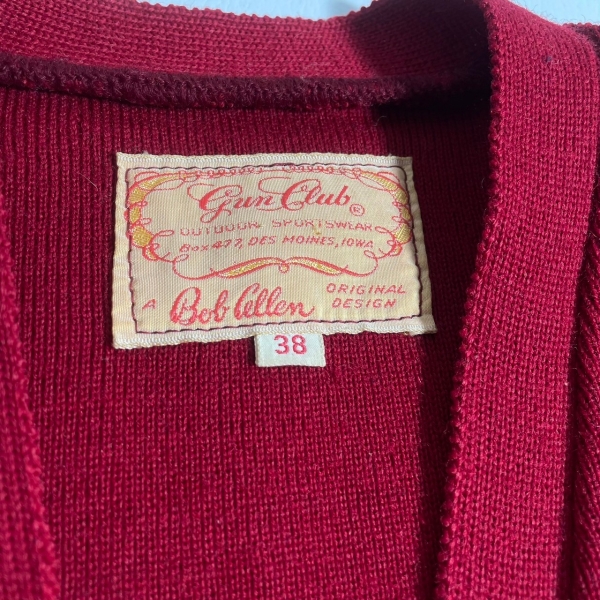 Gun Club ®
OUTDOOR SPORTSWEAR
Box 477, DES MOINES, IOWA
A Bob Allen ORIGINAL DESIGN
38